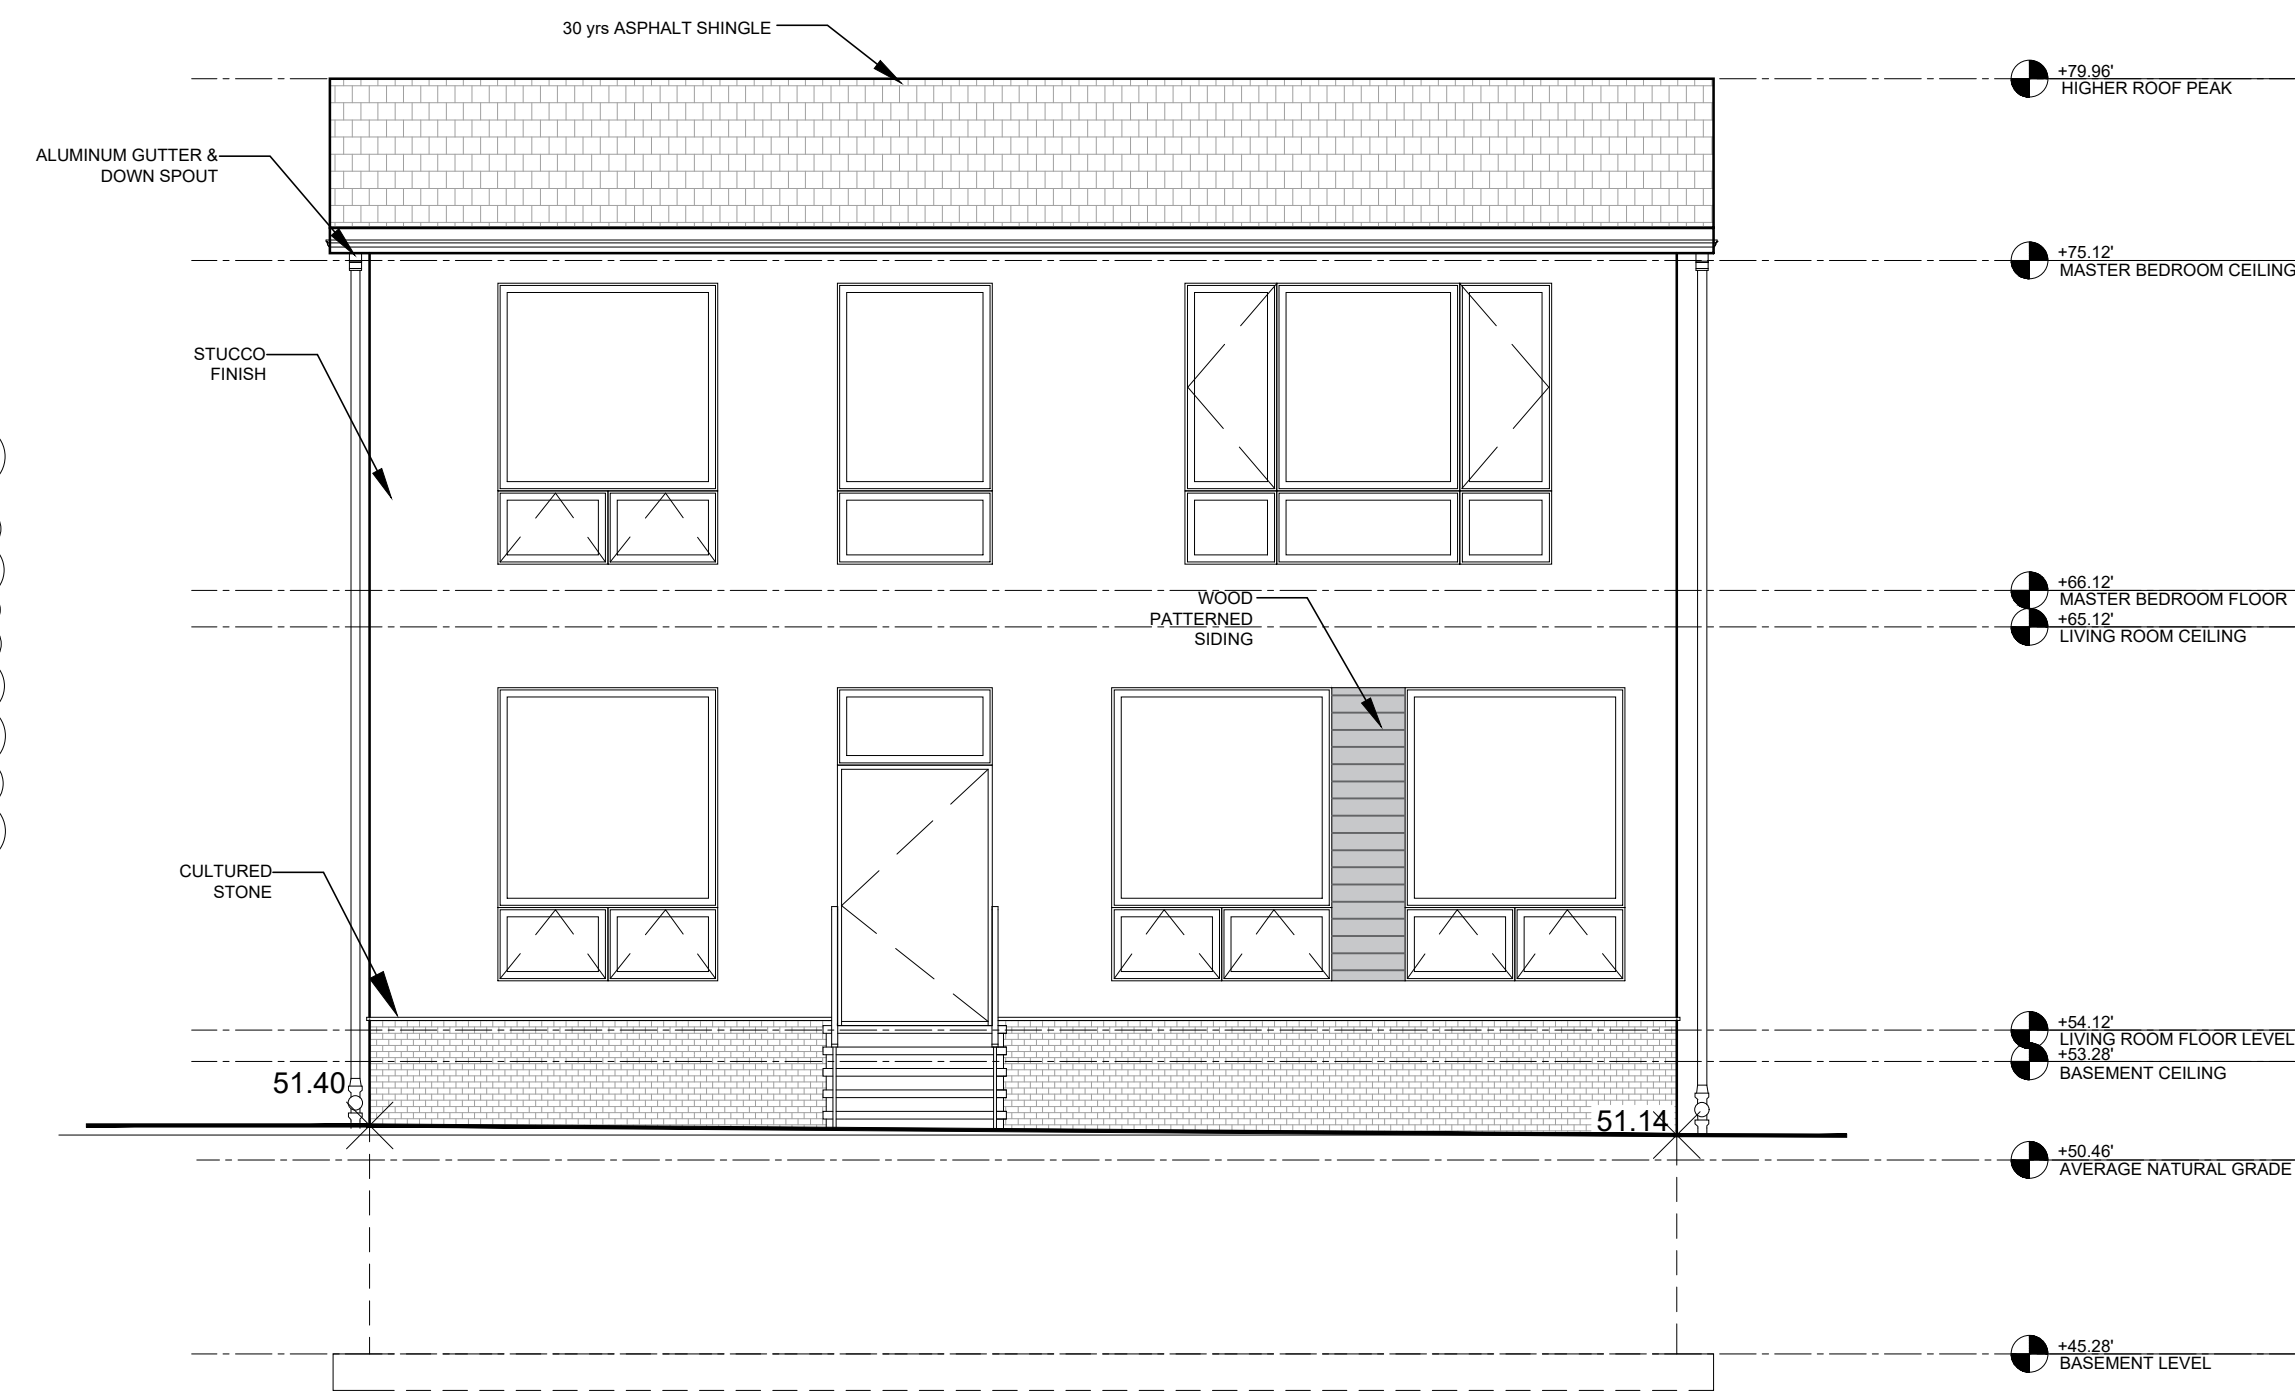 30 yrs ASPHALT SHINGLE
+79.96'
HIGHER ROOF PEAK
ALUMINUM GUTTER &
DOWN SPOUT
+75.12'
MASTER BEDROOM CEILING
STUCCO
FINISH
+66.12'
MASTER BEDROOM FLOOR
WOOD
PATTERNED
SIDING
+65.12'
LIVING ROOM CEILING
CULTURED
STONE
+54.12'
LIVING ROOM FLOOR LEVEL
+53.28'
BASEMENT CEILING
51.40
51.14
+50.46'
AVERAGE NATURAL GRADE
+45.28'
BASEMENT LEVEL